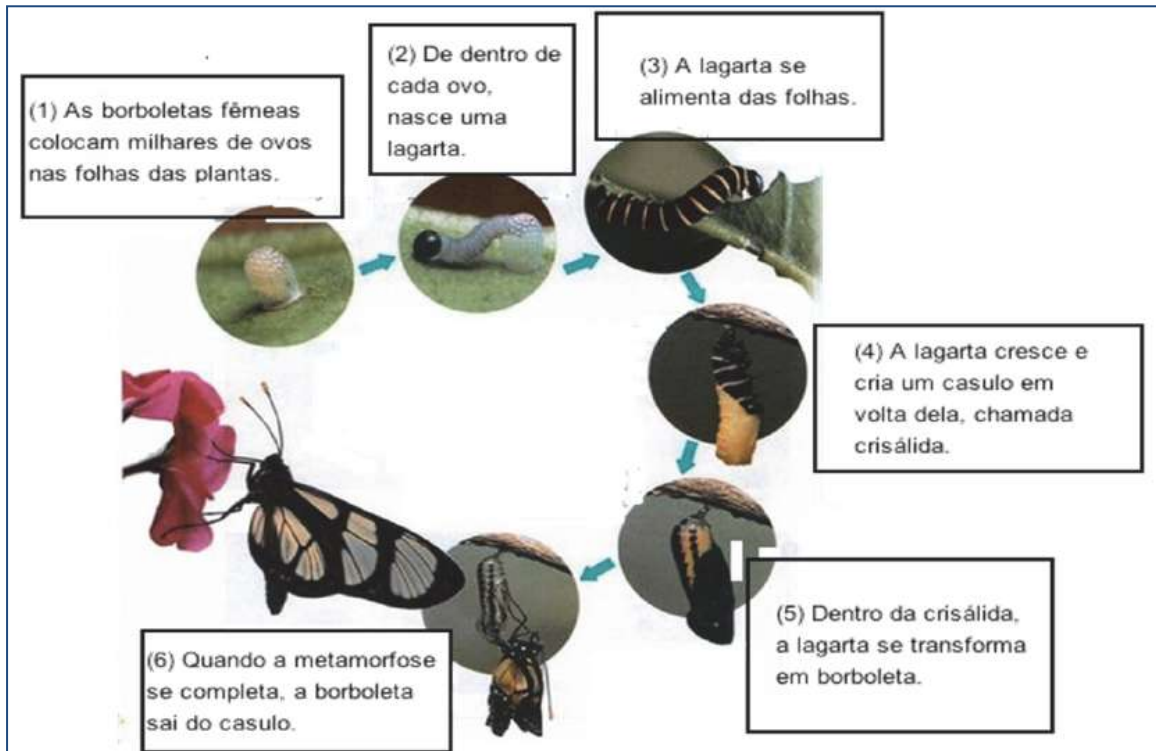 (1) As borboletas fêmeas
colocam milhares de ovos
nas folhas das plantas.
(2) De dentro de
cada ovo,
nasce uma
lagarta.
(3) A lagarta se
alimenta das folhas.
(4) A lagarta cresce e
cria um casulo em
volta dela, chamada
crisálida.
(5) Dentro da crisálida,
a lagarta se transforma
em borboleta.
(6) Quando a metamorfose
se completa, a borboleta
sai do casulo.